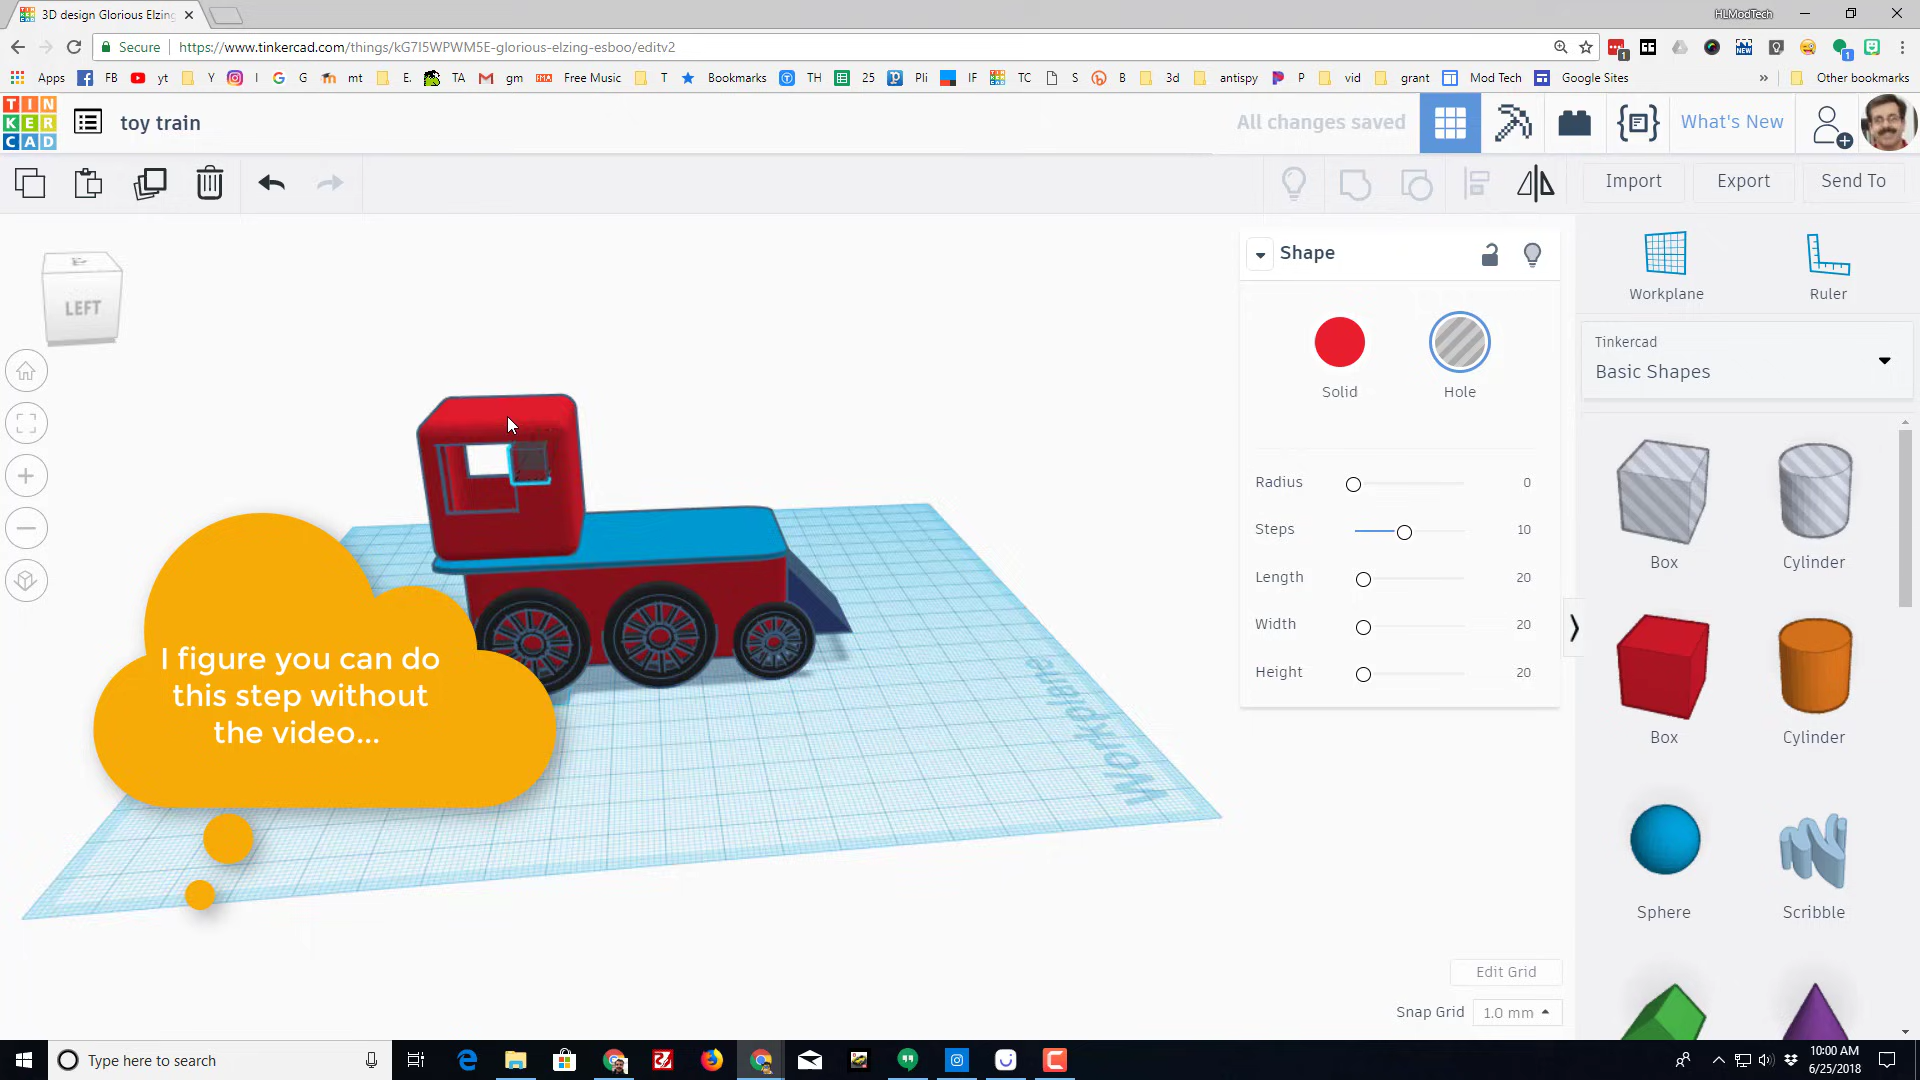 3D design Glorious Elzing
HLModTech
Secure
https://www.tinkercad.com/things/kG7I5WPWM5E-glorious-elzing-esboo/editv2
Apps FB yt Y I G mt E. TA gm Free Music T Bookmarks TH 25 Pli IF TC S B 3d antispy P vid grant Mod Tech Google Sites » Other bookmarks
TIN
KER
CAD
toy train
All changes saved
What's New
Import
Export
Send To
LEFT
Shape
Solid
Hole
Radius 0
Steps 10
Length 20
Width 20
Height 20
Workplane
Ruler
Tinkercad
Basic Shapes
Box
Cylinder
Box
Cylinder
Sphere
Scribble
I figure you can do
this step without
the video...
Workplane
Edit Grid
Snap Grid 1.0 mm
Type here to search
10:00 AM
6/25/2018